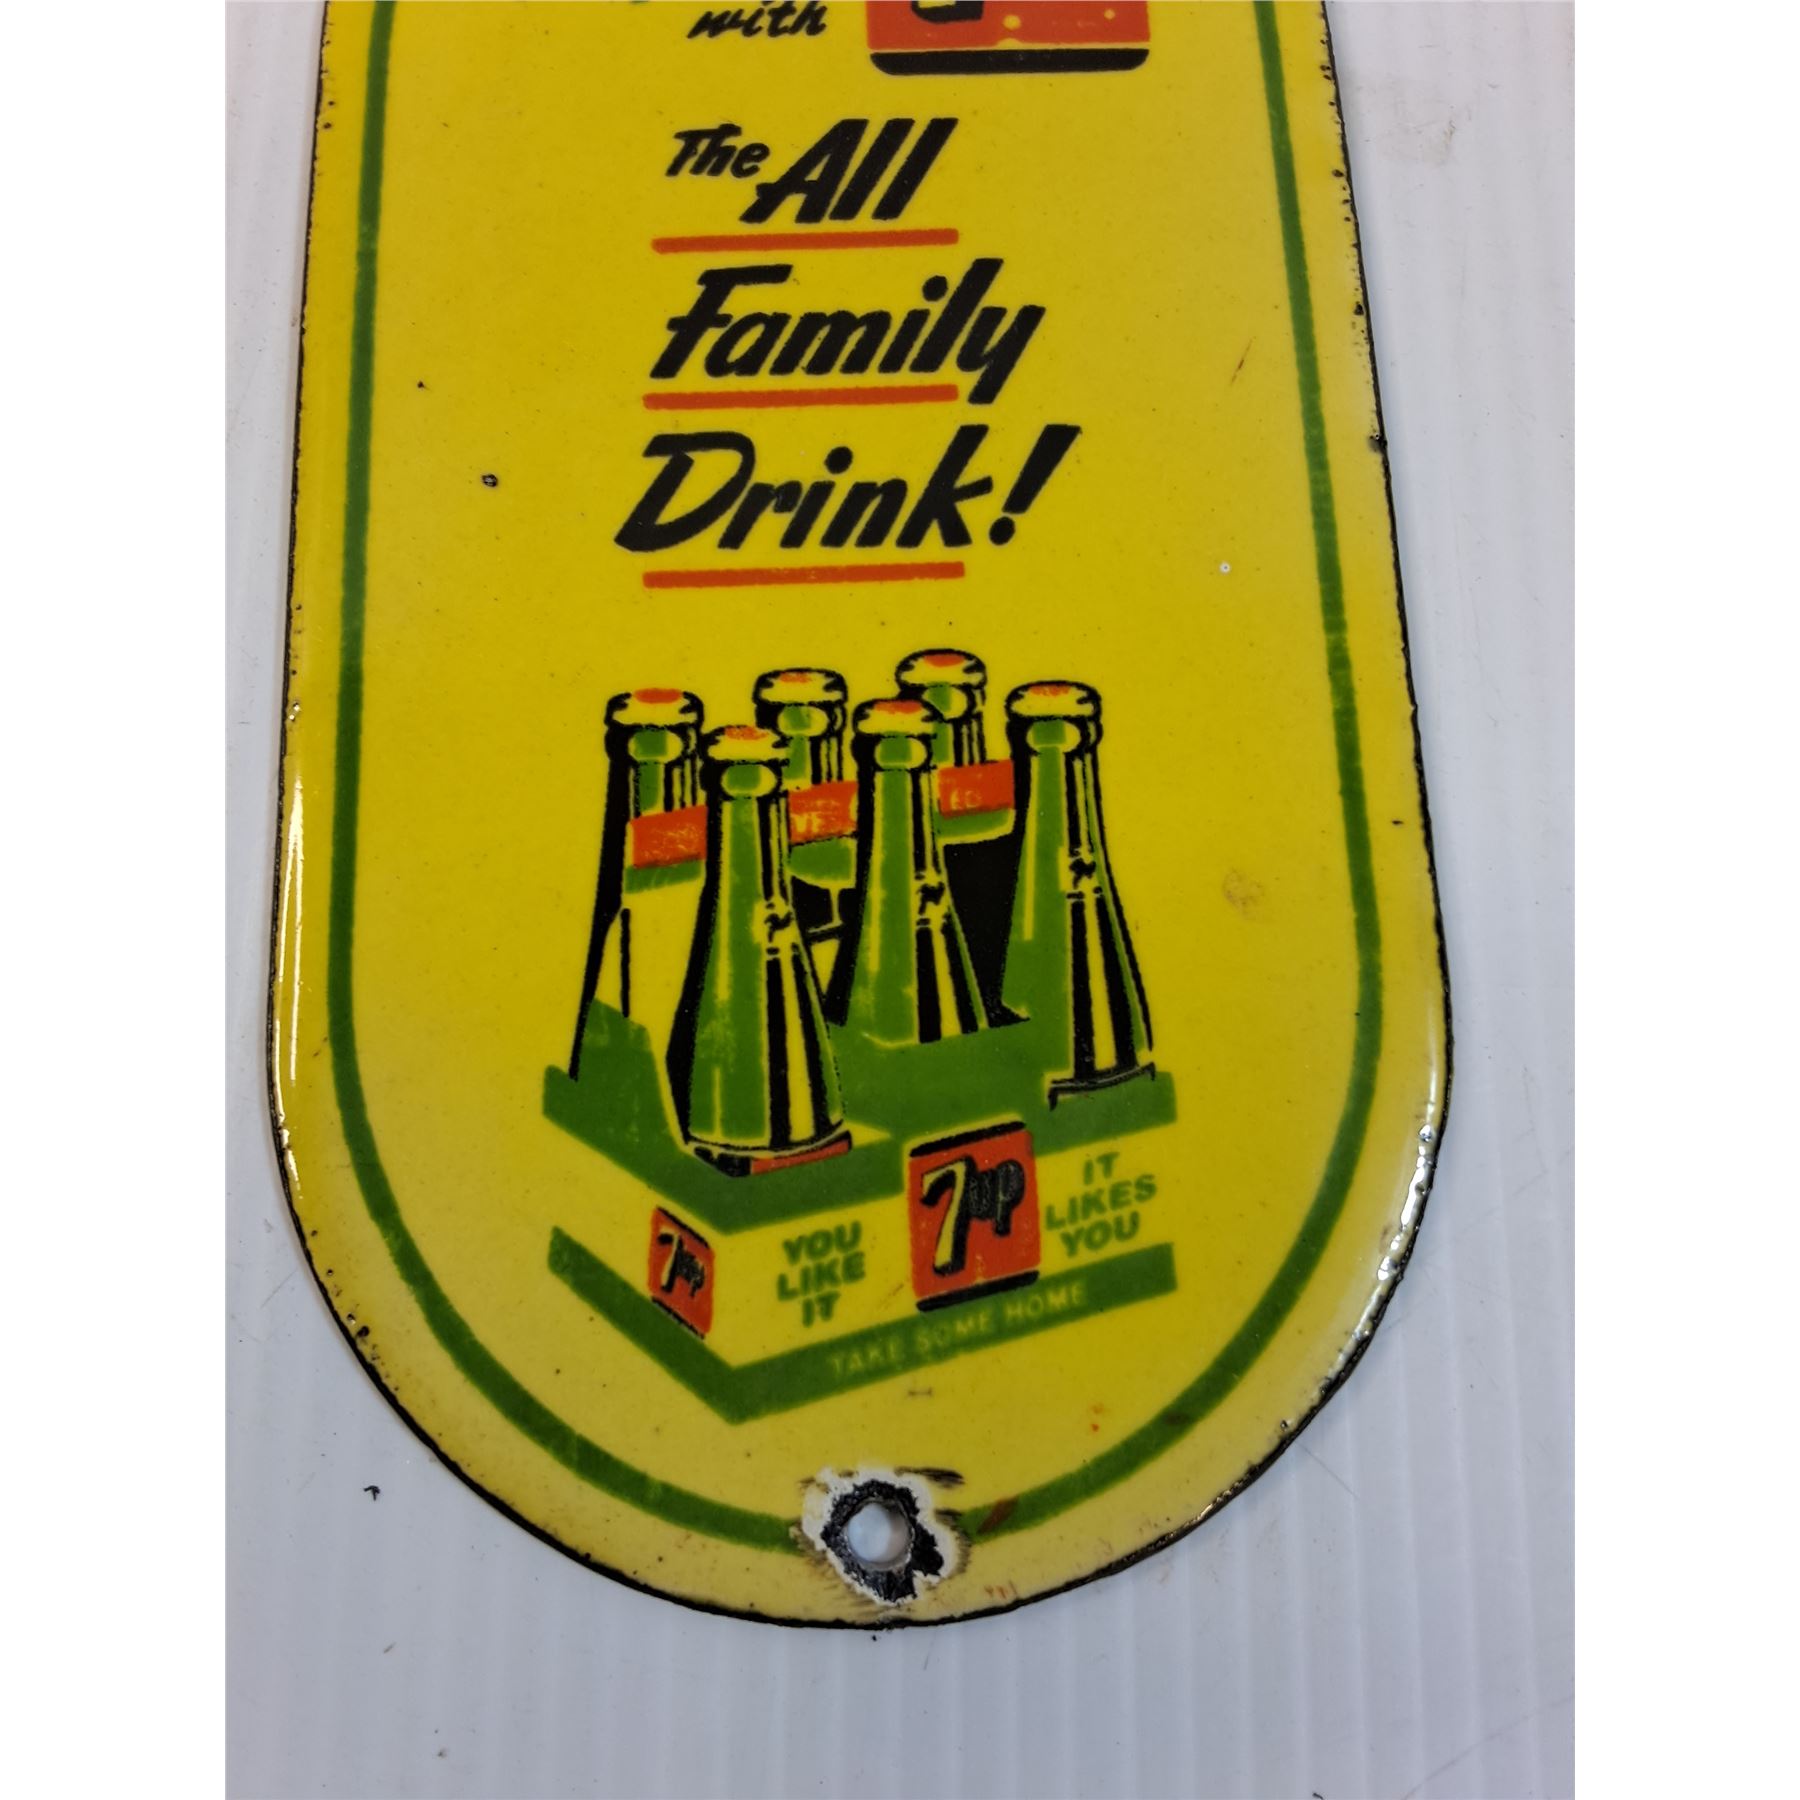 with
The All
Family
Drink!
7up
YOU
LIKE
IT
7up
IT
LIKES
YOU
TAKE SOME HOME